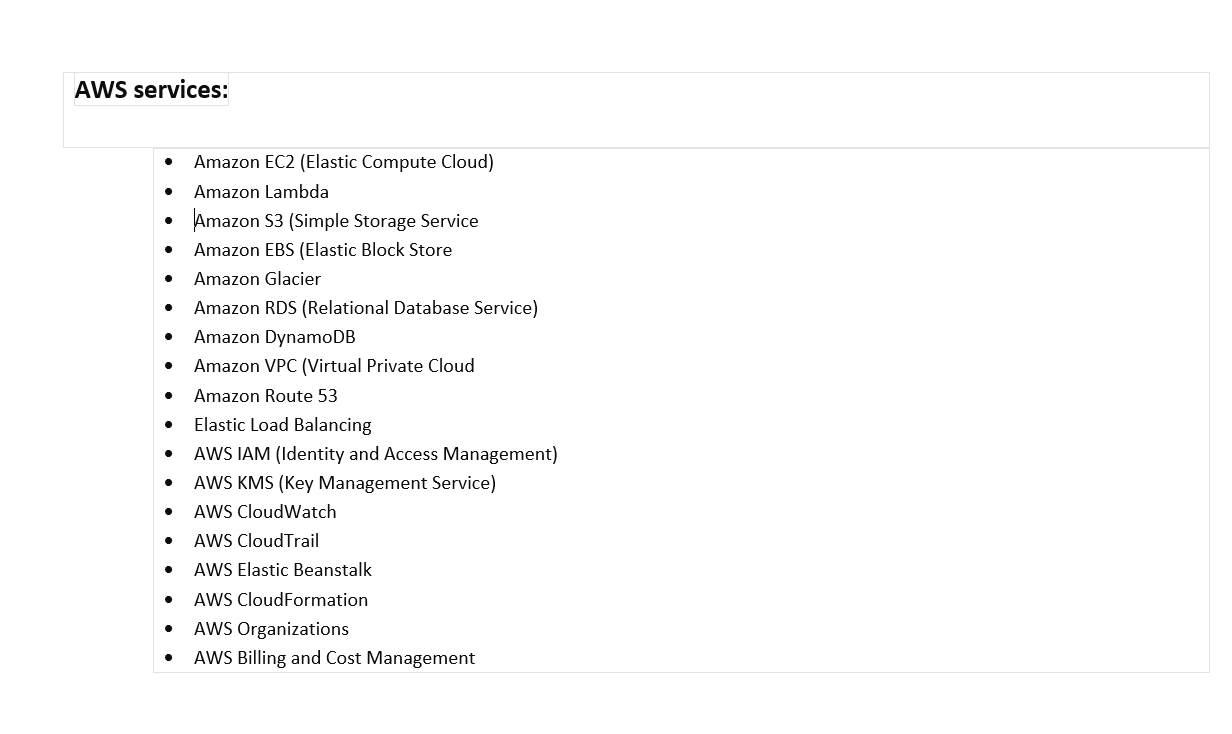 AWS services:
• Amazon EC2 (Elastic Compute Cloud)
• Amazon Lambda
• Amazon S3 (Simple Storage Service
• Amazon EBS (Elastic Block Store
• Amazon Glacier
• Amazon RDS (Relational Database Service)
• Amazon DynamoDB
• Amazon VPC (Virtual Private Cloud
• Amazon Route 53
• Elastic Load Balancing
• AWS IAM (Identity and Access Management)
• AWS KMS (Key Management Service)
• AWS CloudWatch
• AWS CloudTrail
• AWS Elastic Beanstalk
• AWS CloudFormation
• AWS Organizations
• AWS Billing and Cost Management